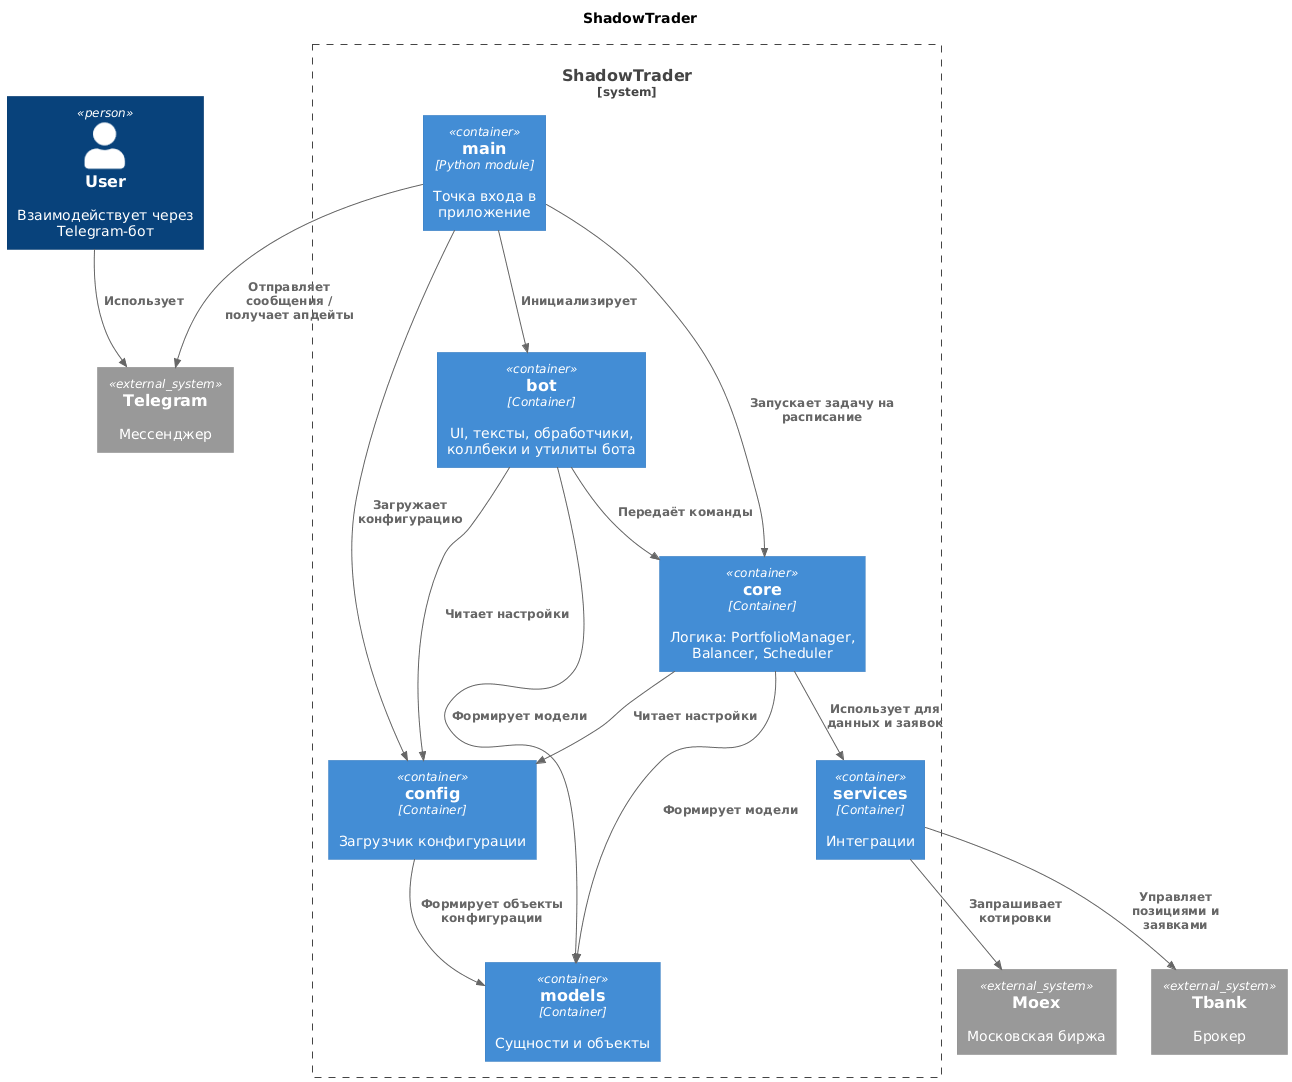 ShadowTrader
ShadowTrader
[system]
«person»
User
Взаимодействует через
Telegram-бот
«container»
main
[Python module]
Точка входа в
приложение
Использует
Отправляет
сообщения /
получает апдейты
Инициализирует
«external_system»
Telegram
Мессенджер
«container»
bot
[Container]
UI, тексты, обработчики,
коллбеки и утилиты бота
Запускает задачу на
расписание
Загружает
конфигурацию
Передаёт команды
«container»
core
[Container]
Логика: PortfolioManager,
Balancer, Scheduler
Читает настройки
Формирует модели
Читает настройки
Использует для
данных и заявок
«container»
config
[Container]
Загрузчик конфигурации
Формирует модели
«container»
services
[Container]
Интеграции
Формирует объекты
конфигурации
Запрашивает
котировки
Управляет
позициями и
заявками
«container»
models
[Container]
Сущности и объекты
«external_system»
Moex
Московская биржа
«external_system»
Tbank
Брокер